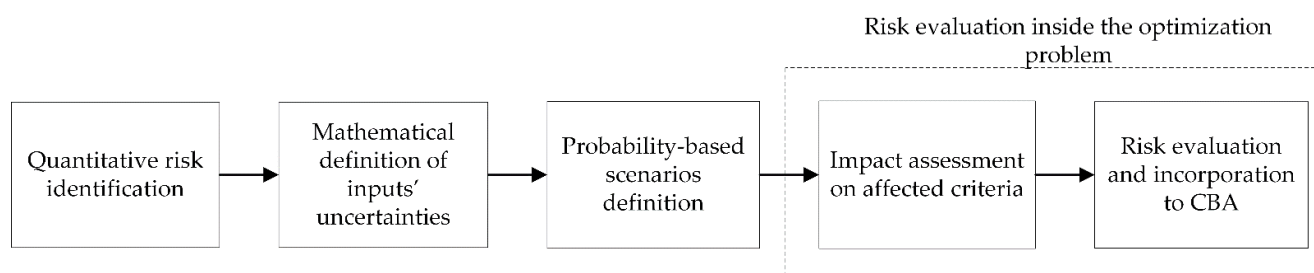 Risk evaluation inside the optimization
problem
Quantitative risk
identification
Mathematical
definition of
inputs’
uncertainties
Probability-based
scenarios
definition
Impact assessment
on affected criteria
Risk evaluation
and incorporation
to CBA